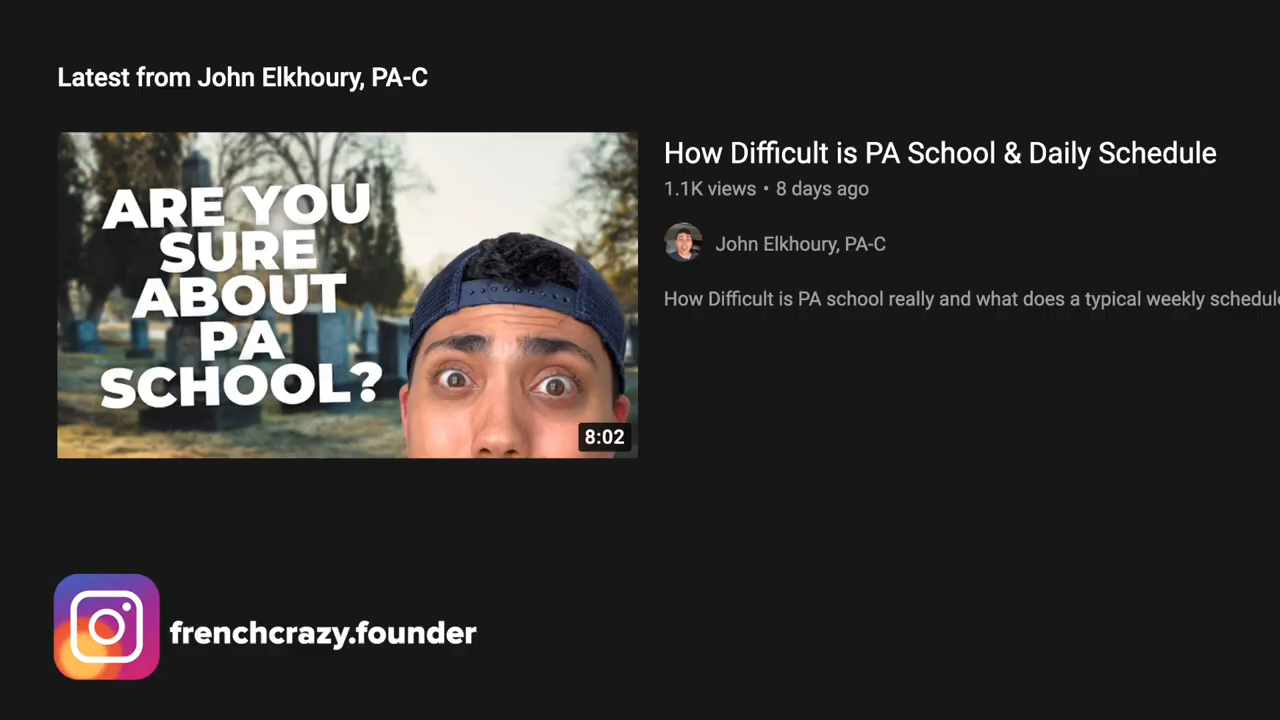 Latest from John Elkhoury, PA-C
ARE YOU
SURE
ABOUT
PA
SCHOOL?
8:02
How Difficult is PA School & Daily Schedule
1.1K views • 8 days ago
John Elkhoury, PA-C
How Difficult is PA school really and what does a typical weekly schedule
frenchcrazy.founder